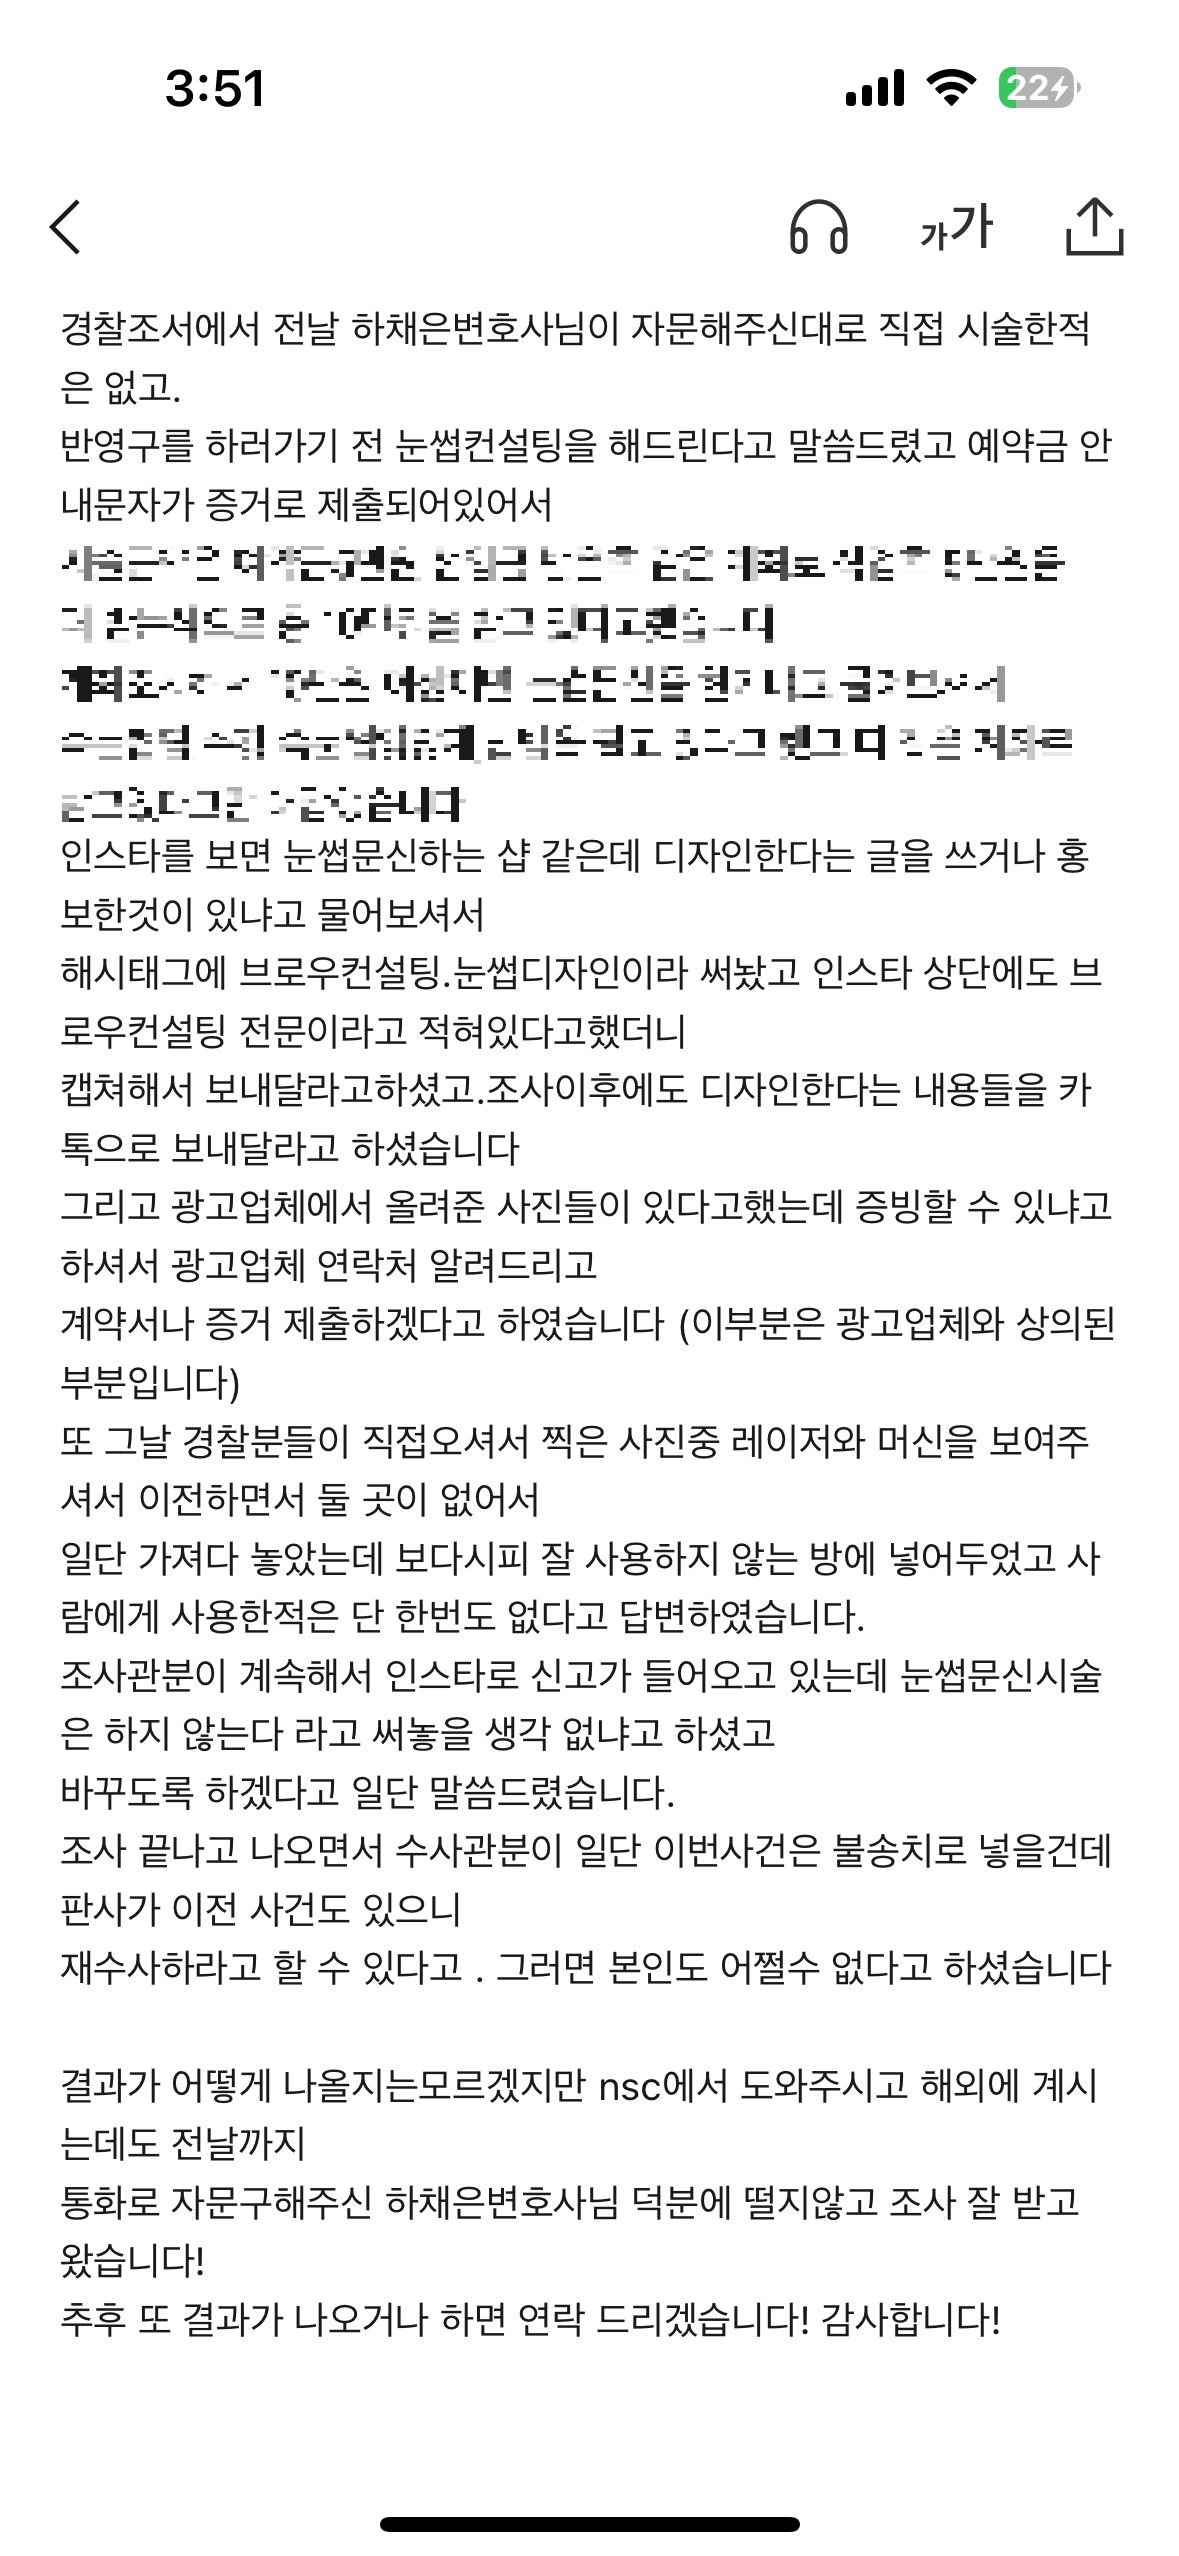 3:51
22
가가
경찰조서에서 전날 하채은변호사님이 자문해주신대로 직접 시술한적
은 없고.
반영구를 하러가기 전 눈썹컨설팅을 해드린다고 말씀드렸고 예약금 안
내문자가 증거로 제출되어있어서
인스타를 보면 눈썹문신하는 샵 같은데 디자인한다는 글을 쓰거나 홍
보한것이 있냐고 물어보셔서
해시태그에 브로우컨설팅.눈썹디자인이라 써놨고 인스타 상단에도 브
로우컨설팅 전문이라고 적혀있다고했더니
캡쳐해서 보내달라고하셨고.조사이후에도 디자인한다는 내용들을 카
톡으로 보내달라고 하셨습니다
그리고 광고업체에서 올려준 사진들이 있다고했는데 증빙할 수 있냐고
하셔서 광고업체 연락처 알려드리고
계약서나 증거 제출하겠다고 하였습니다 (이부분은 광고업체와 상의된
부분입니다)
또 그날 경찰분들이 직접오셔서 찍은 사진중 레이저와 머신을 보여주
셔서 이전하면서 둘 곳이 없어서
일단 가져다 놓았는데 보다시피 잘 사용하지 않는 방에 넣어두었고 사
람에게 사용한적은 단 한번도 없다고 답변하였습니다.
조사관분이 계속해서 인스타로 신고가 들어오고 있는데 눈썹문신시술
은 하지 않는다 라고 써놓을 생각 없냐고 하셨고
바꾸도록 하겠다고 일단 말씀드렸습니다.
조사 끝나고 나오면서 수사관분이 일단 이번사건은 불송치로 넣을건데
판사가 이전 사건도 있으니
재수사하라고 할 수 있다고 . 그러면 본인도 어쩔수 없다고 하셨습니다
결과가 어떻게 나올지는모르겠지만 nsc에서 도와주시고 해외에 계시
는데도 전날까지
통화로 자문구해주신 하채은변호사님 덕분에 떨지않고 조사 잘 받고
왔습니다!
추후 또 결과가 나오거나 하면 연락 드리겠습니다! 감사합니다!